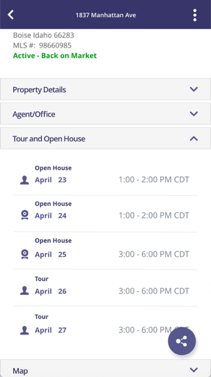 1837 Manhattan Ave
Boise Idaho 66283
MLS #: 98660985
Active - Back on Market
Property Details
Agent/Office
Tour and Open House
Open House
April 23 1:00 - 2:00 PM CDT
Open House
April 24 1:00 - 2:00 PM CDT
Open House
April 25 3:00 - 6:00 PM CDT
Tour
April 26 3:00 - 6:00 PM CDT
Tour
April 27 3:00 - 6:00 PM CDT
Map